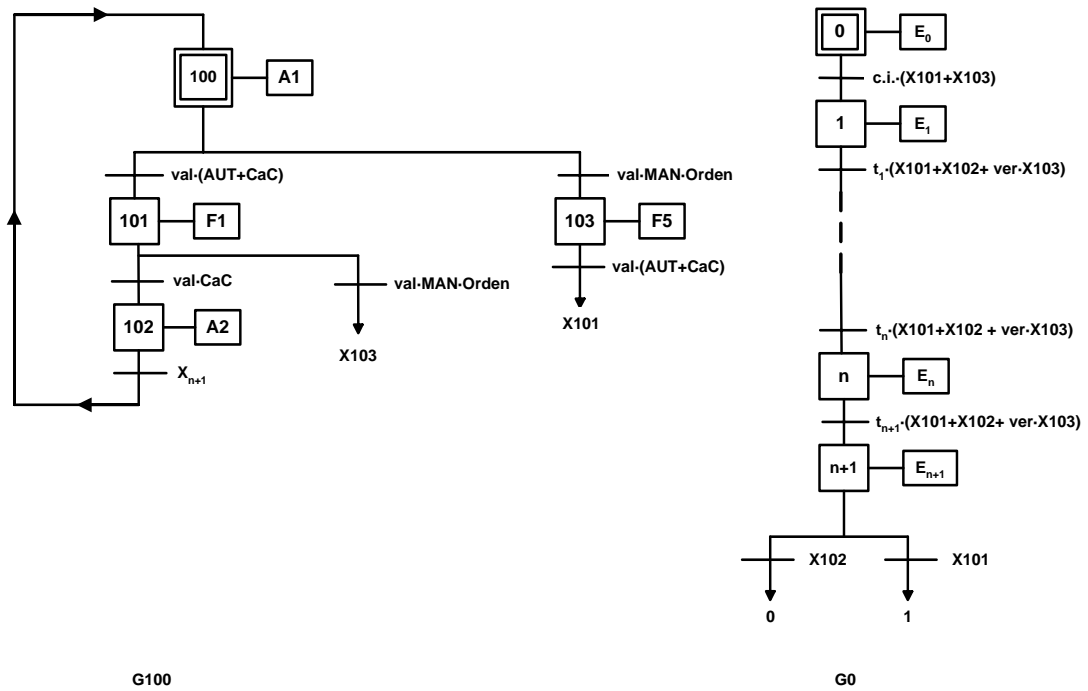 100
A1
val·(AUT+CaC)
val·MAN·Orden
101
F1
103
F5
val·CaC
val·MAN·Orden
val·(AUT+CaC)
102
A2
X103
X101
Xn+1
G100
0
E0
c.i.·(X101+X103)
1
E1
t1·(X101+X102+ ver·X103)
tn·(X101+X102 + ver·X103)
n
En
tn+1·(X101+X102+ ver·X103)
n+1
En+1
X102
X101
0
1
G0